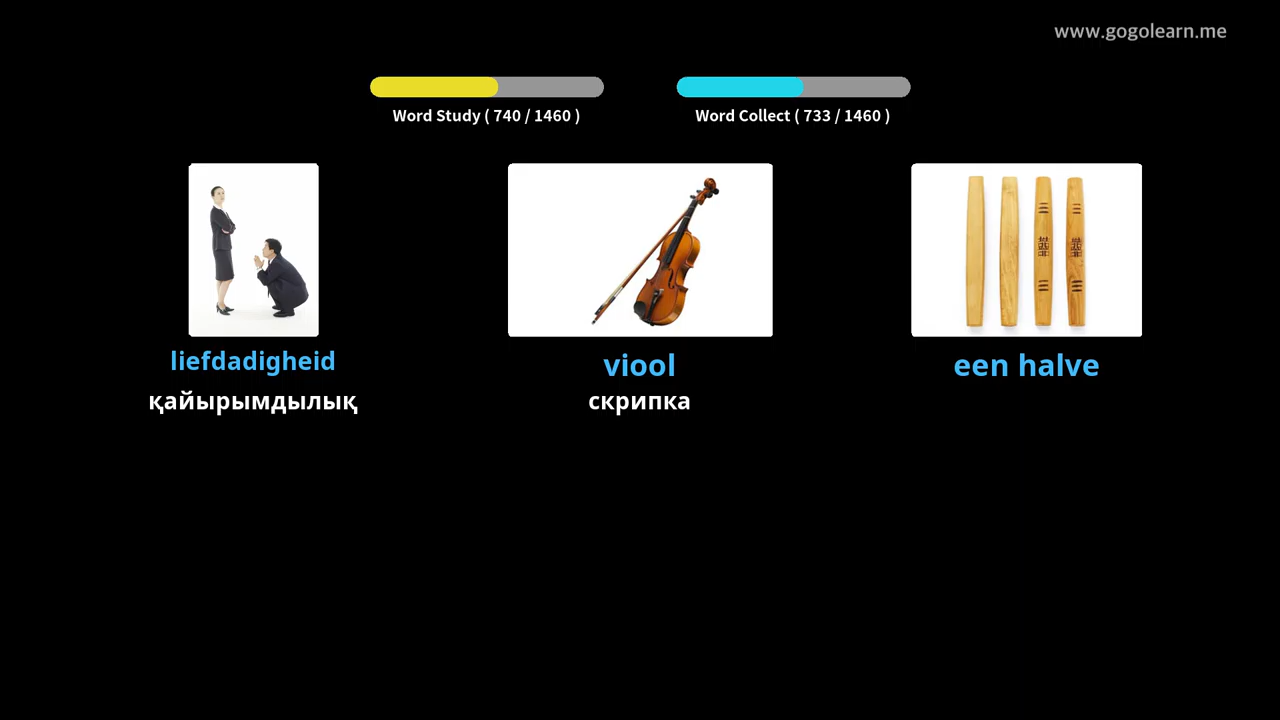 www.gogolearn.me
Word Study ( 740 / 1460 )
Word Collect ( 733 / 1460 )
liefdadigheid
viool
een halve
қайырымдылық
скрипка